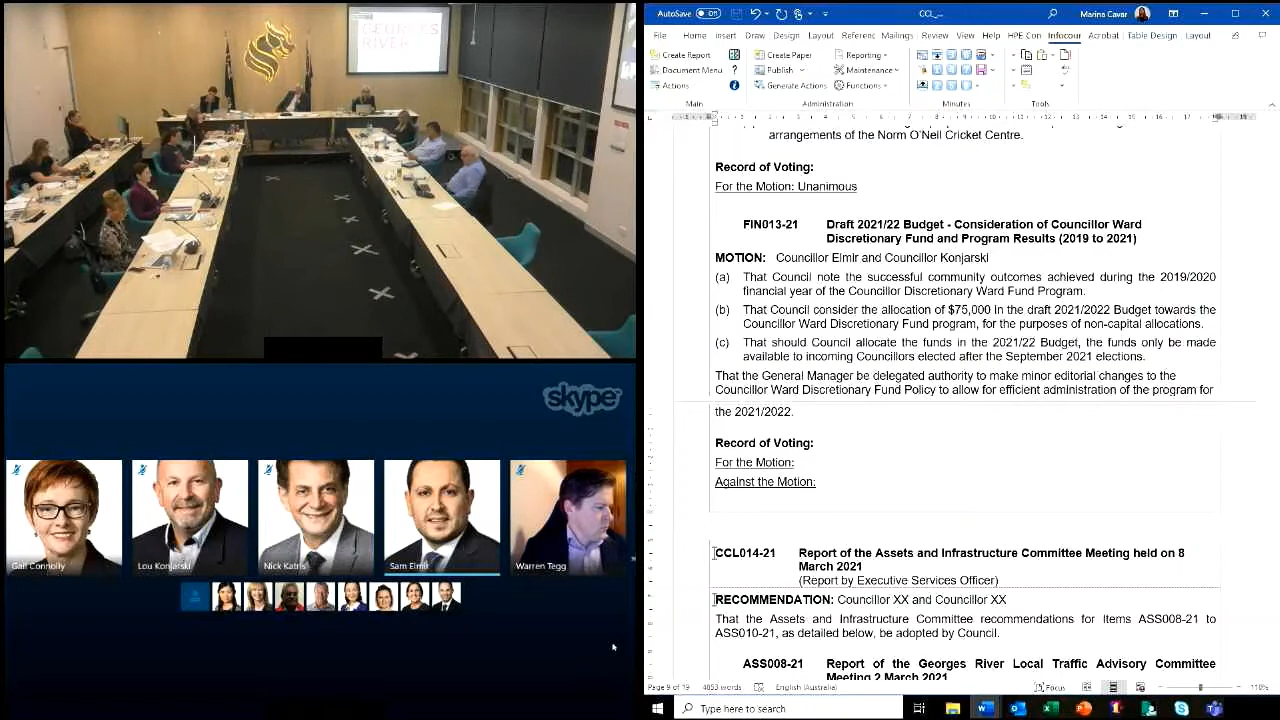 GEORGES
RIVER
skype
Gail Connolly
Lou Konjarski
Nick Katris
Sam Elmir
Warren Tegg
AutoSave Off
CCL...
Marina Cavar
File Home Insert Draw Design Layout References Mailings Review View Help HPE Con Infocou Acrobat Table Design Layout
Create Report
Document Menu
Actions
Main
Create Paper
Publish
Generate Actions
Reporting
Maintenance
Functions
Administration
Minutes
Tools
arrangements of the Norm O'Neil Cricket Centre.
Record of Voting:
For the Motion: Unanimous
FIN013-21 Draft 2021/22 Budget - Consideration of Councillor Ward
Discretionary Fund and Program Results (2019 to 2021)
MOTION: Councillor Elmir and Councillor Konjarski
(a) That Council note the successful community outcomes achieved during the 2019/2020
financial year of the Councillor Discretionary Ward Fund Program.
(b) That Council consider the allocation of $75,000 in the draft 2021/2022 Budget towards the
Councillor Ward Discretionary Fund program, for the purposes of non-capital allocations.
(c) That should Council allocate the funds in the 2021/22 Budget, the funds only be made
available to incoming Councillors elected after the September 2021 elections.
That the General Manager be delegated authority to make minor editorial changes to the
Councillor Ward Discretionary Fund Policy to allow for efficient administration of the program for
the 2021/2022.
Record of Voting:
For the Motion:
Against the Motion:
CCL014-21 Report of the Assets and Infrastructure Committee Meeting held on 8
March 2021
(Report by Executive Services Officer)
RECOMMENDATION: Councillor XX and Councillor XX
That the Assets and Infrastructure Committee recommendations for Items ASS008-21 to
ASS010-21, as detailed below, be adopted by Council.
ASS008-21 Report of the Georges River Local Traffic Advisory Committee
Meeting 2 March 2021
Page 9 of 19 4853 words English (Australia) Focus 110%
Type here to search